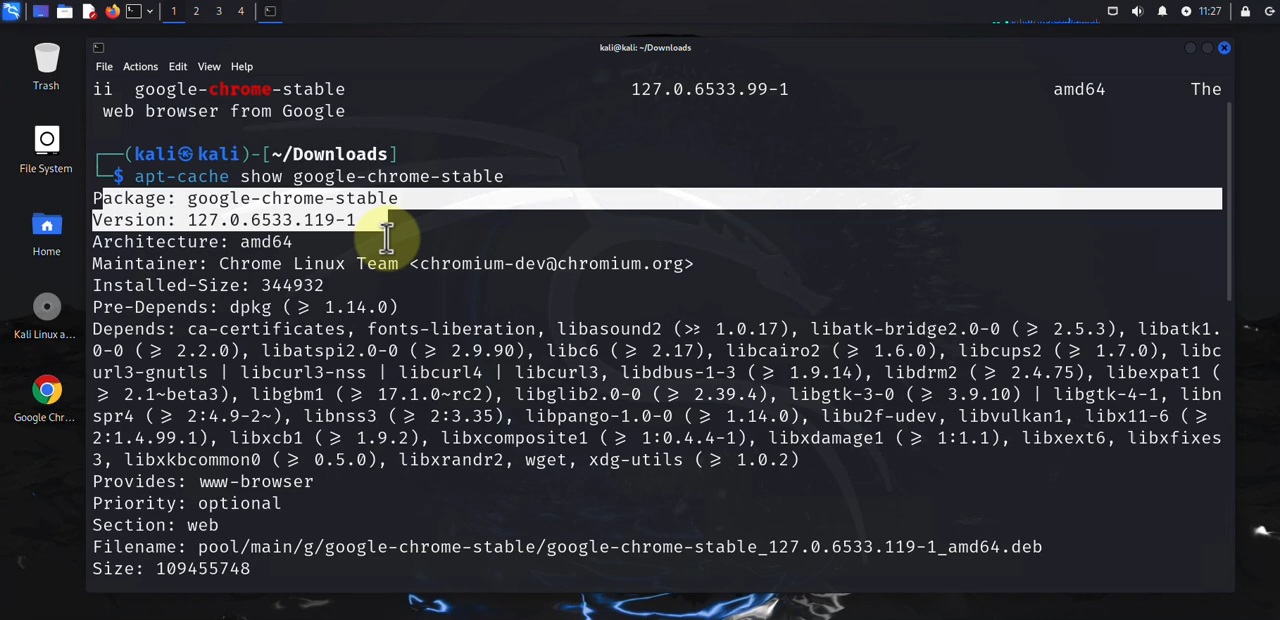 1 2 3 4 11:27
kali@kali: ~/Downloads
File Actions Edit View Help
Trash
File System
Home
Kali Linux a...
Google Chr...
ii google-chrome-stable 127.0.6533.99-1 amd64 The
web browser from Google
┌──(kali㉿kali)-[~/Downloads]
└─$ apt-cache show google-chrome-stable
Package: google-chrome-stable
Version: 127.0.6533.119-1
Architecture: amd64
Maintainer: Chrome Linux Team <chromium-dev@chromium.org>
Installed-Size: 344932
Pre-Depends: dpkg (≥ 1.14.0)
Depends: ca-certificates, fonts-liberation, libasound2 (≫ 1.0.17), libatk-bridge2.0-0 (≥ 2.5.3), libatk1.
0-0 (≥ 2.2.0), libatspi2.0-0 (≥ 2.9.90), libc6 (≥ 2.17), libcairo2 (≥ 1.6.0), libcups2 (≥ 1.7.0), libc
url3-gnutls | libcurl3-nss | libcurl4 | libcurl3, libdbus-1-3 (≥ 1.9.14), libdrm2 (≥ 2.4.75), libexpat1 (
≥ 2.1~beta3), libgbm1 (≥ 17.1.0~rc2), libglib2.0-0 (≥ 2.39.4), libgtk-3-0 (≥ 3.9.10) | libgtk-4-1, libn
spr4 (≥ 2:4.9-2~), libnss3 (≥ 2:3.35), libpango-1.0-0 (≥ 1.14.0), libu2f-udev, libvulkan1, libx11-6 (≥
2:1.4.99.1), libxcb1 (≥ 1.9.2), libxcomposite1 (≥ 1:0.4.4-1), libxdamage1 (≥ 1:1.1), libxext6, libxfixes
3, libxkbcommon0 (≥ 0.5.0), libxrandr2, wget, xdg-utils (≥ 1.0.2)
Provides: www-browser
Priority: optional
Section: web
Filename: pool/main/g/google-chrome-stable/google-chrome-stable_127.0.6533.119-1_amd64.deb
Size: 109455748